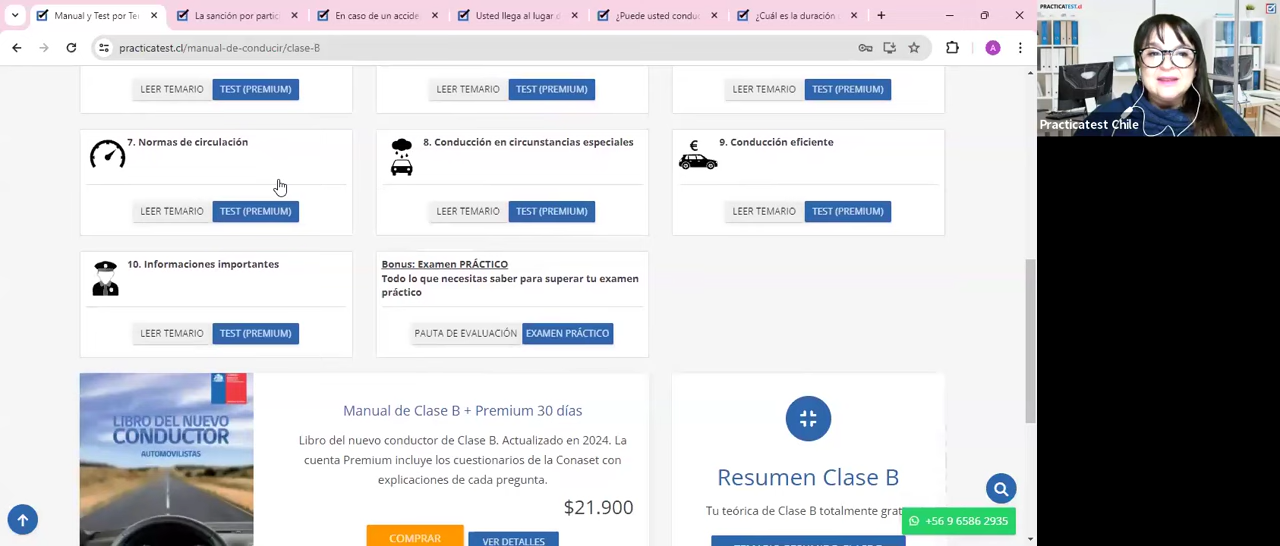 Manual y Test por Te
La sanción por partic
En caso de un accide
Usted llega al lugar d
¿Puede usted condu
¿Cuál es la duración
practicatest.cl/manual-de-conducir/clase-B
A
PRACTICATEST.cl
Practicatest Chile
LEER TEMARIO TEST (PREMIUM)
LEER TEMARIO TEST (PREMIUM)
LEER TEMARIO TEST (PREMIUM)
7. Normas de circulación
LEER TEMARIO TEST (PREMIUM)
8. Conducción en circunstancias especiales
LEER TEMARIO TEST (PREMIUM)
€
9. Conducción eficiente
LEER TEMARIO TEST (PREMIUM)
10. Informaciones importantes
LEER TEMARIO TEST (PREMIUM)
Bonus: Examen PRÁCTICO
Todo lo que necesitas saber para superar tu examen
práctico
PAUTA DE EVALUACIÓN EXAMEN PRÁCTICO
LIBRO DEL NUEVO
CONDUCTOR
AUTOMOVILISTAS
Manual de Clase B + Premium 30 días
Libro del nuevo conductor de Clase B. Actualizado en 2024. La
cuenta Premium incluye los cuestionarios de la Conaset con
explicaciones de cada pregunta.
$21.900
COMPRAR VER DETALLES
Resumen Clase B
Tu teórica de Clase B totalmente grat
+56 9 6586 2935